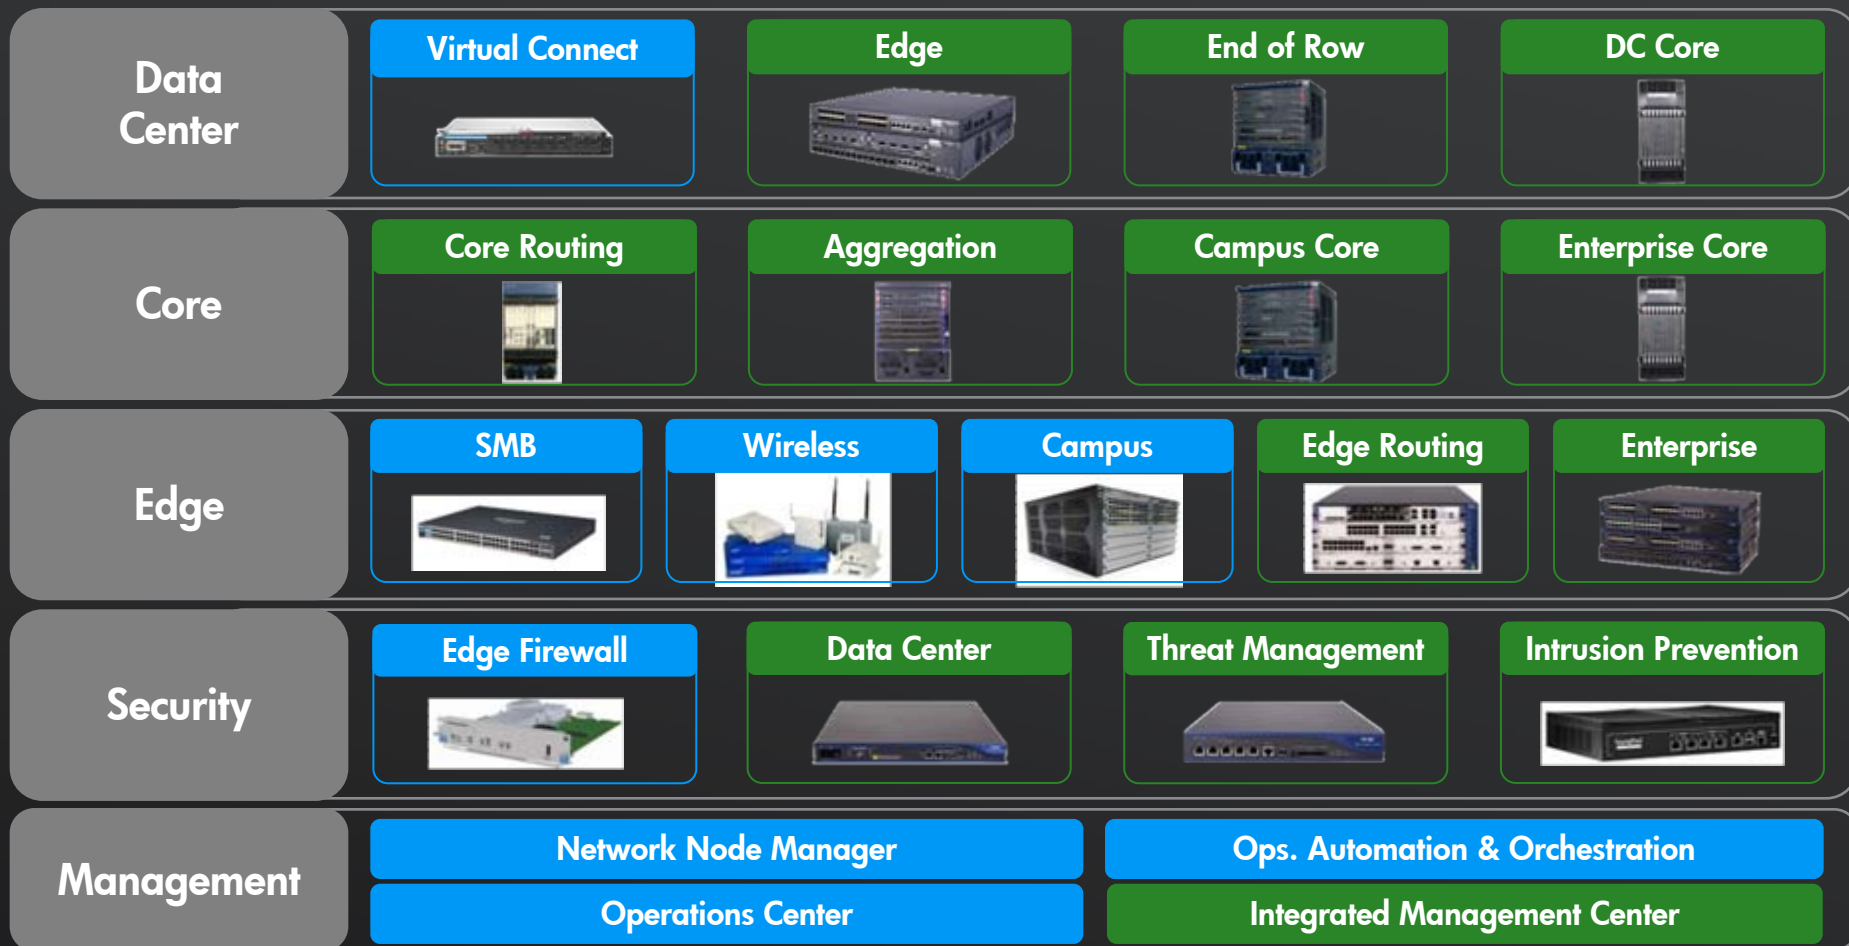 Data
Center
Virtual Connect
Edge
End of Row
DC Core
Core
Core Routing
Aggregation
Campus Core
Enterprise Core
Edge
SMB
Wireless
Campus
Edge Routing
Enterprise
Security
Edge Firewall
Data Center
Threat Management
Intrusion Prevention
Management
Network Node Manager
Ops. Automation & Orchestration
Operations Center
Integrated Management Center